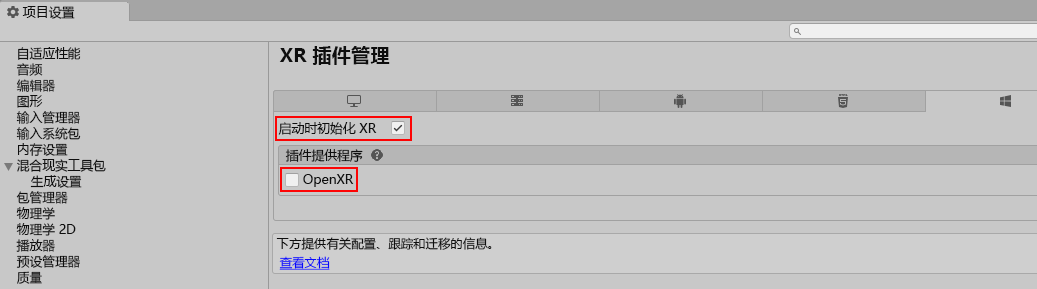 项目设置
自适应性能
音频
编辑器
图形
输入管理器
输入系统包
内存设置
混合现实工具包
生成设置
包管理器
物理学
物理学 2D
播放器
预设管理器
质量
XR 插件管理
启动时初始化 XR
插件提供程序
OpenXR
下方提供有关配置、跟踪和迁移的信息。
查看文档